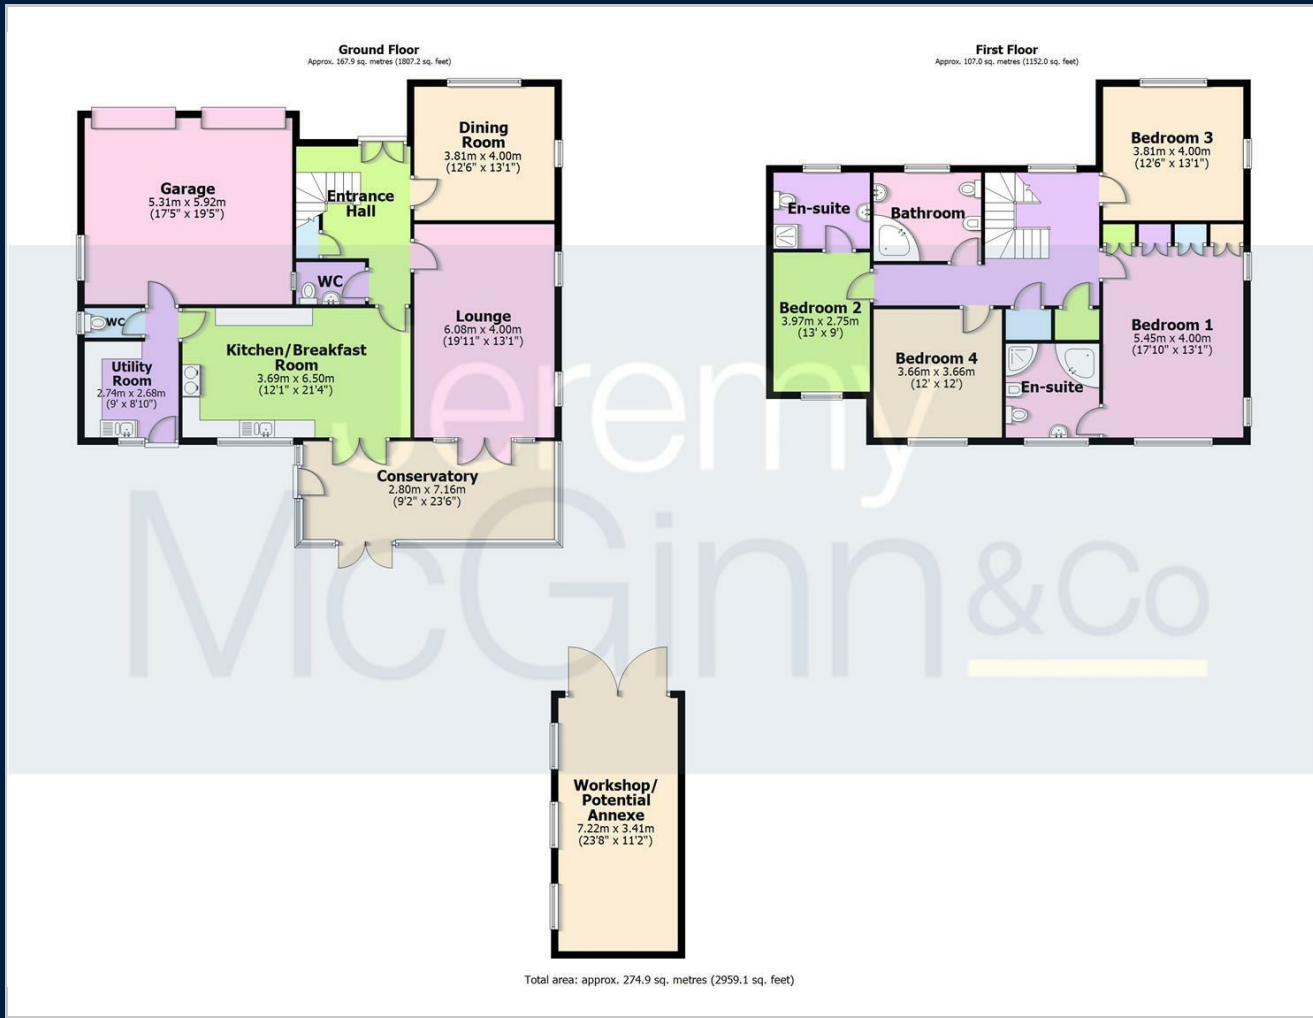 Ground Floor
Approx. 167.9 sq. metres (1807.2 sq. feet)
Dining
Room
3.81m x 4.00m
(12'6" x 13'1")
Garage
5.31m x 5.92m
(17'5" x 19'5")
Entrance
Hall
WC
WC
Lounge
6.08m x 4.00m
(19'11" x 13'1")
Kitchen/Breakfast
Room
3.69m x 6.50m
(12'1" x 21'4")
Utility
Room
2.74m x 2.68m
(9' x 8'10")
Conservatory
2.80m x 7.16m
(9'2" x 23'6")
First Floor
Approx. 107.0 sq. metres (1152.0 sq. feet)
Bedroom 3
3.81m x 4.00m
(12'6" x 13'1")
En-suite
Bathroom
Bedroom 2
3.97m x 2.75m
(13' x 9')
Bedroom 1
5.45m x 4.00m
(17'10" x 13'1")
Bedroom 4
3.66m x 3.66m
(12' x 12')
En-suite
Jeremy
McGinn & Co
Workshop/
Potential
Annexe
7.22m x 3.41m
(23'8" x 11'2")
Total area: approx. 274.9 sq. metres (2959.1 sq. feet)